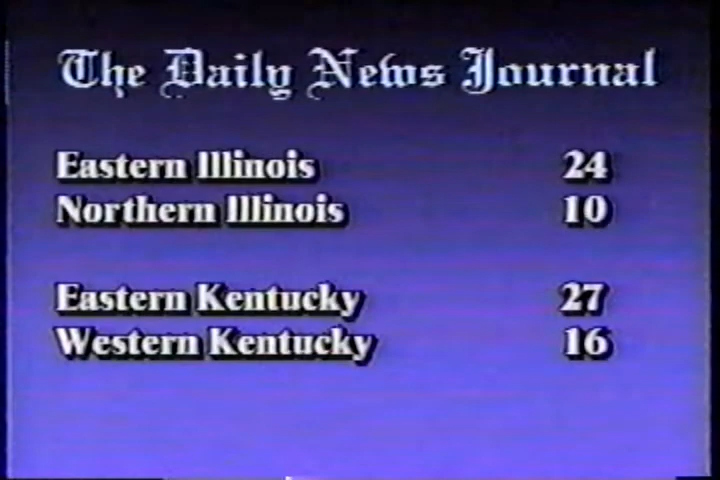 The Daily News Journal
Eastern Illinois 24
Northern Illinois 10
Eastern Kentucky 27
Western Kentucky 16